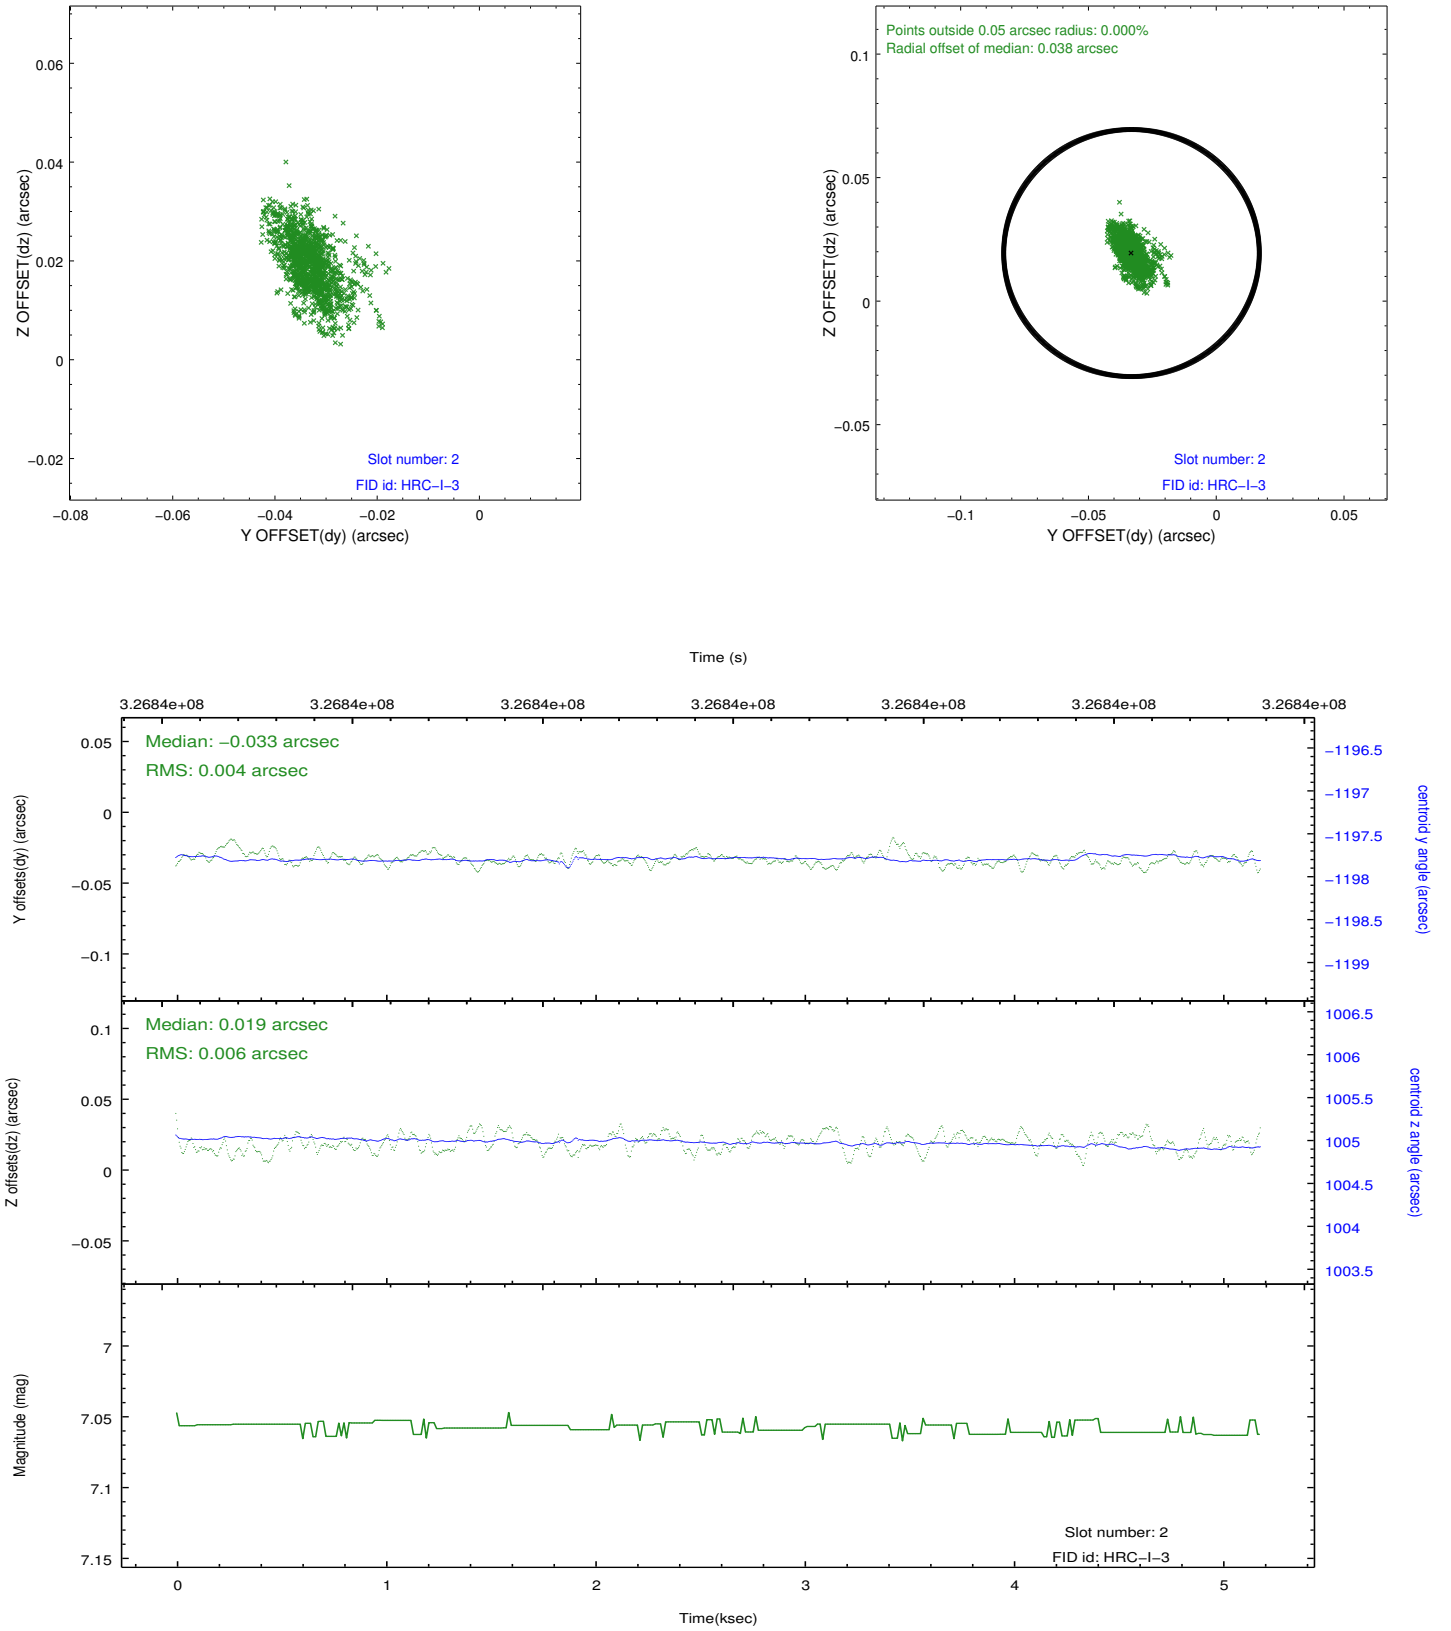 0.06
0.04
0.02
0
−0.02
Z OFFSET(dz) (arcsec)
Slot number: 2
FID id: HRC−I−3
−0.08 −0.06 −0.04 −0.02 0
Y OFFSET(dy) (arcsec)
Points outside 0.05 arcsec radius: 0.000%
Radial offset of median: 0.038 arcsec
0.1
0.05
0
−0.05
Z OFFSET(dz) (arcsec)
Slot number: 2
FID id: HRC−I−3
−0.1 −0.05 0 0.05
Y OFFSET(dy) (arcsec)
Time (s)
3.2684e+08 3.2684e+08 3.2684e+08 3.2684e+08 3.2684e+08 3.2684e+08 3.2684e+08
Median: −0.033 arcsec
RMS: 0.004 arcsec
0.05
0
−0.05
−0.1
Y offsets(dy) (arcsec)
−1196.5
−1197
−1197.5
−1198
−1198.5
−1199
centroid y angle (arcsec)
Median: 0.019 arcsec
RMS: 0.006 arcsec
0.1
0.05
0
−0.05
Z offsets(dz) (arcsec)
1006.5
1006
1005.5
1005
1004.5
1004
1003.5
centroid z angle (arcsec)
7
7.05
7.1
7.15
Magnitude (mag)
Slot number: 2
FID id: HRC−I−3
0 1 2 3 4 5
Time(ksec)